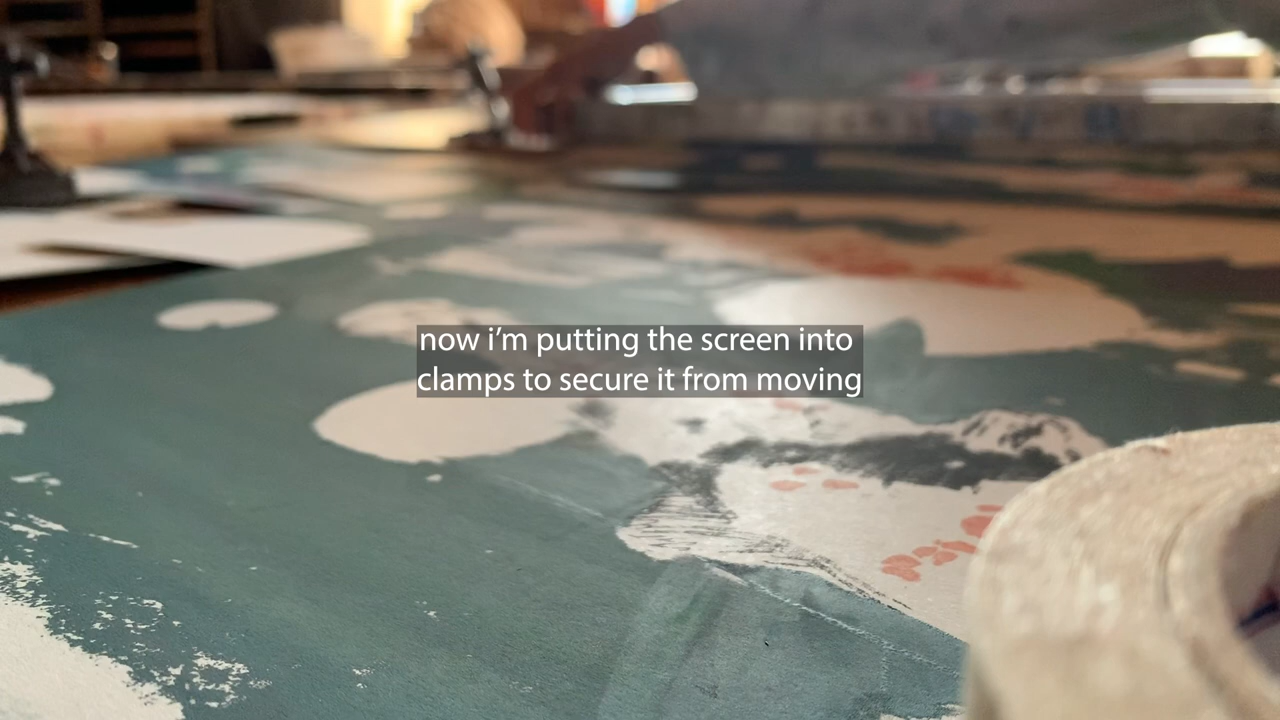 now i’m putting the screen into
clamps to secure it from moving